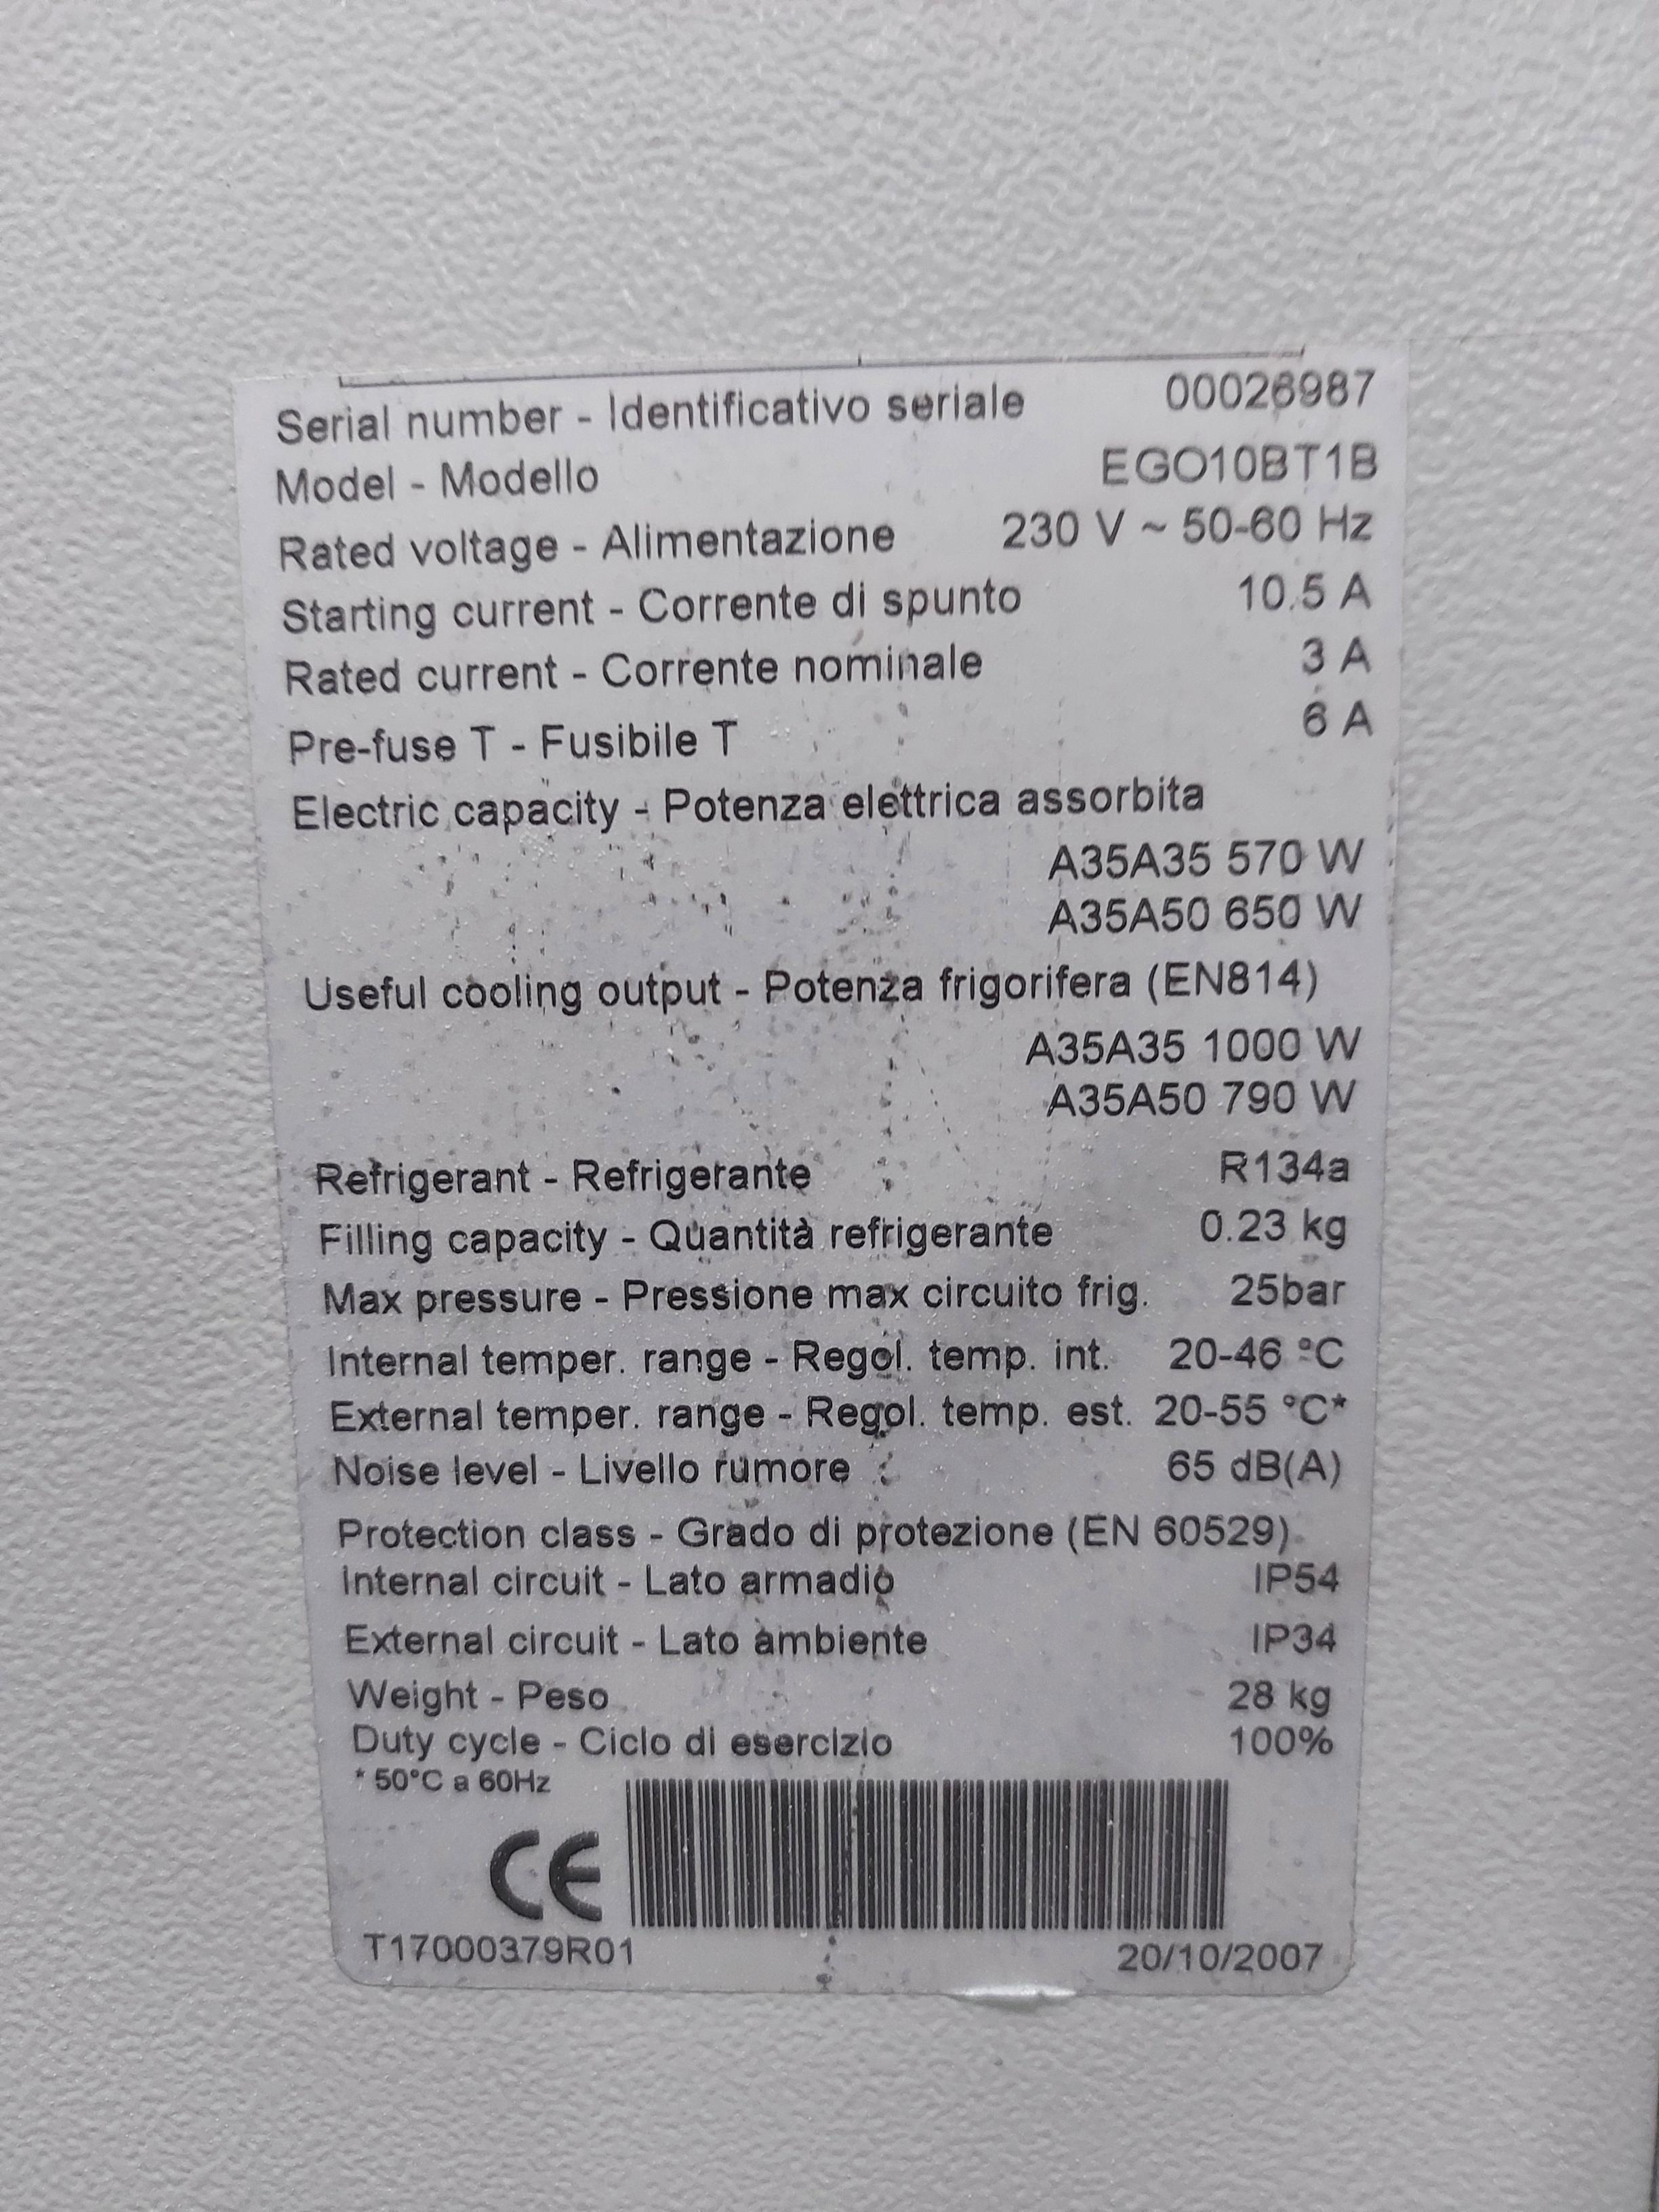 Serial number - Identificativo seriale 00026987
Model - Modello EGO10BT1B
Rated voltage - Alimentazione 230 V ~ 50-60 Hz
Starting current - Corrente di spunto 10.5 A
Rated current - Corrente nominale 3 A
Pre-fuse T - Fusibile T 6 A
Electric capacity - Potenza elettrica assorbita
A35A35 570 W
A35A50 650 W
Useful cooling output - Potenza frigorifera (EN814)
A35A35 1000 W
A35A50 790 W
Refrigerant - Refrigerante R134a
Filling capacity - Quantità refrigerante 0.23 kg
Max pressure - Pressione max circuito frig. 25bar
Internal temper. range - Regol. temp. int. 20-46 °C
External temper. range - Regol. temp. est. 20-55 °C*
Noise level - Livello rumore 65 dB(A)
Protection class - Grado di protezione (EN 60529)
Internal circuit - Lato armadio IP54
External circuit - Lato ambiente IP34
Weight - Peso 28 kg
Duty cycle - Ciclo di esercizio 100%
* 50°C a 60Hz
CE
T17000379R01 20/10/2007